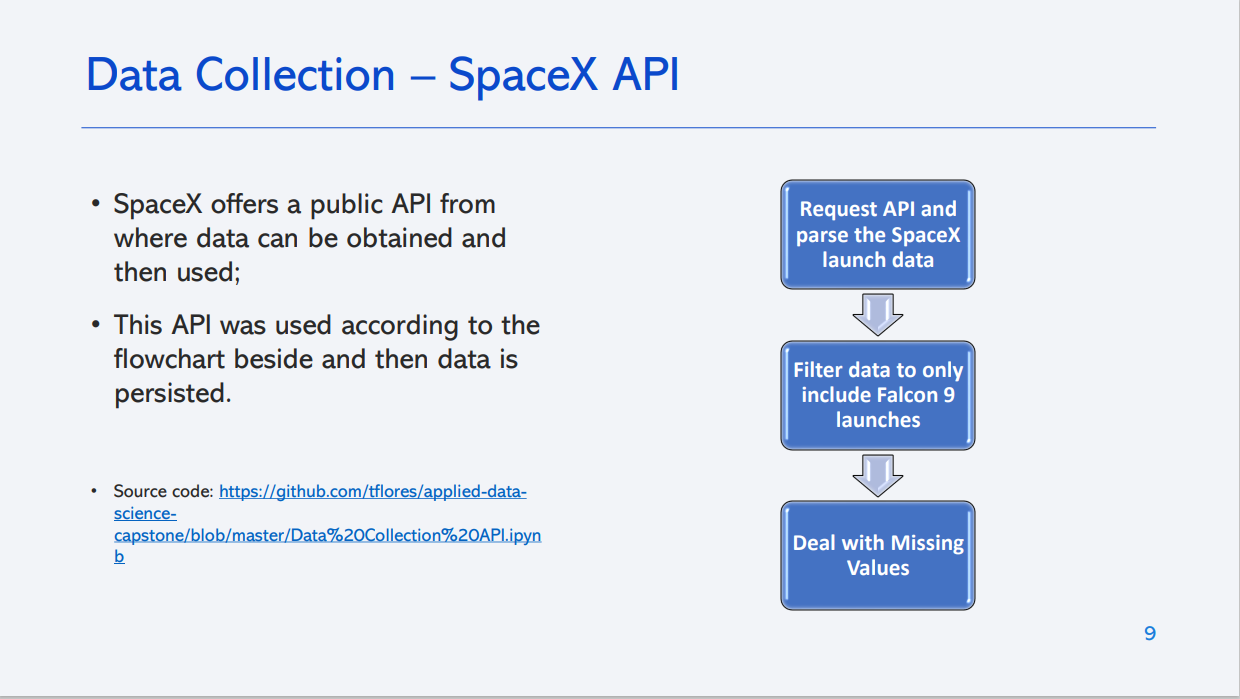 Data Collection – SpaceX API
• SpaceX offers a public API from
where data can be obtained and
then used;
• This API was used according to the
flowchart beside and then data is
persisted.
• Source code: https://github.com/tflores/applied-data-
science-
capstone/blob/master/Data%20Collection%20API.ipyn
b
Request API and
parse the SpaceX
launch data
Filter data to only
include Falcon 9
launches
Deal with Missing
Values
9